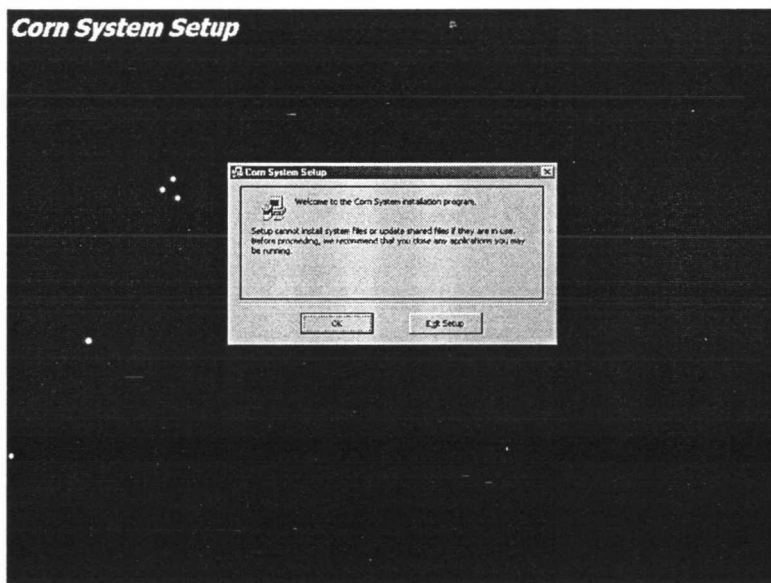 Corn System Setup
Corn System Setup
Welcome to the Corn System installation program.
Setup cannot install system files or update shared files if they are in use.
Before proceeding, we recommend that you close any applications you may
be running.
OK
Exit Setup